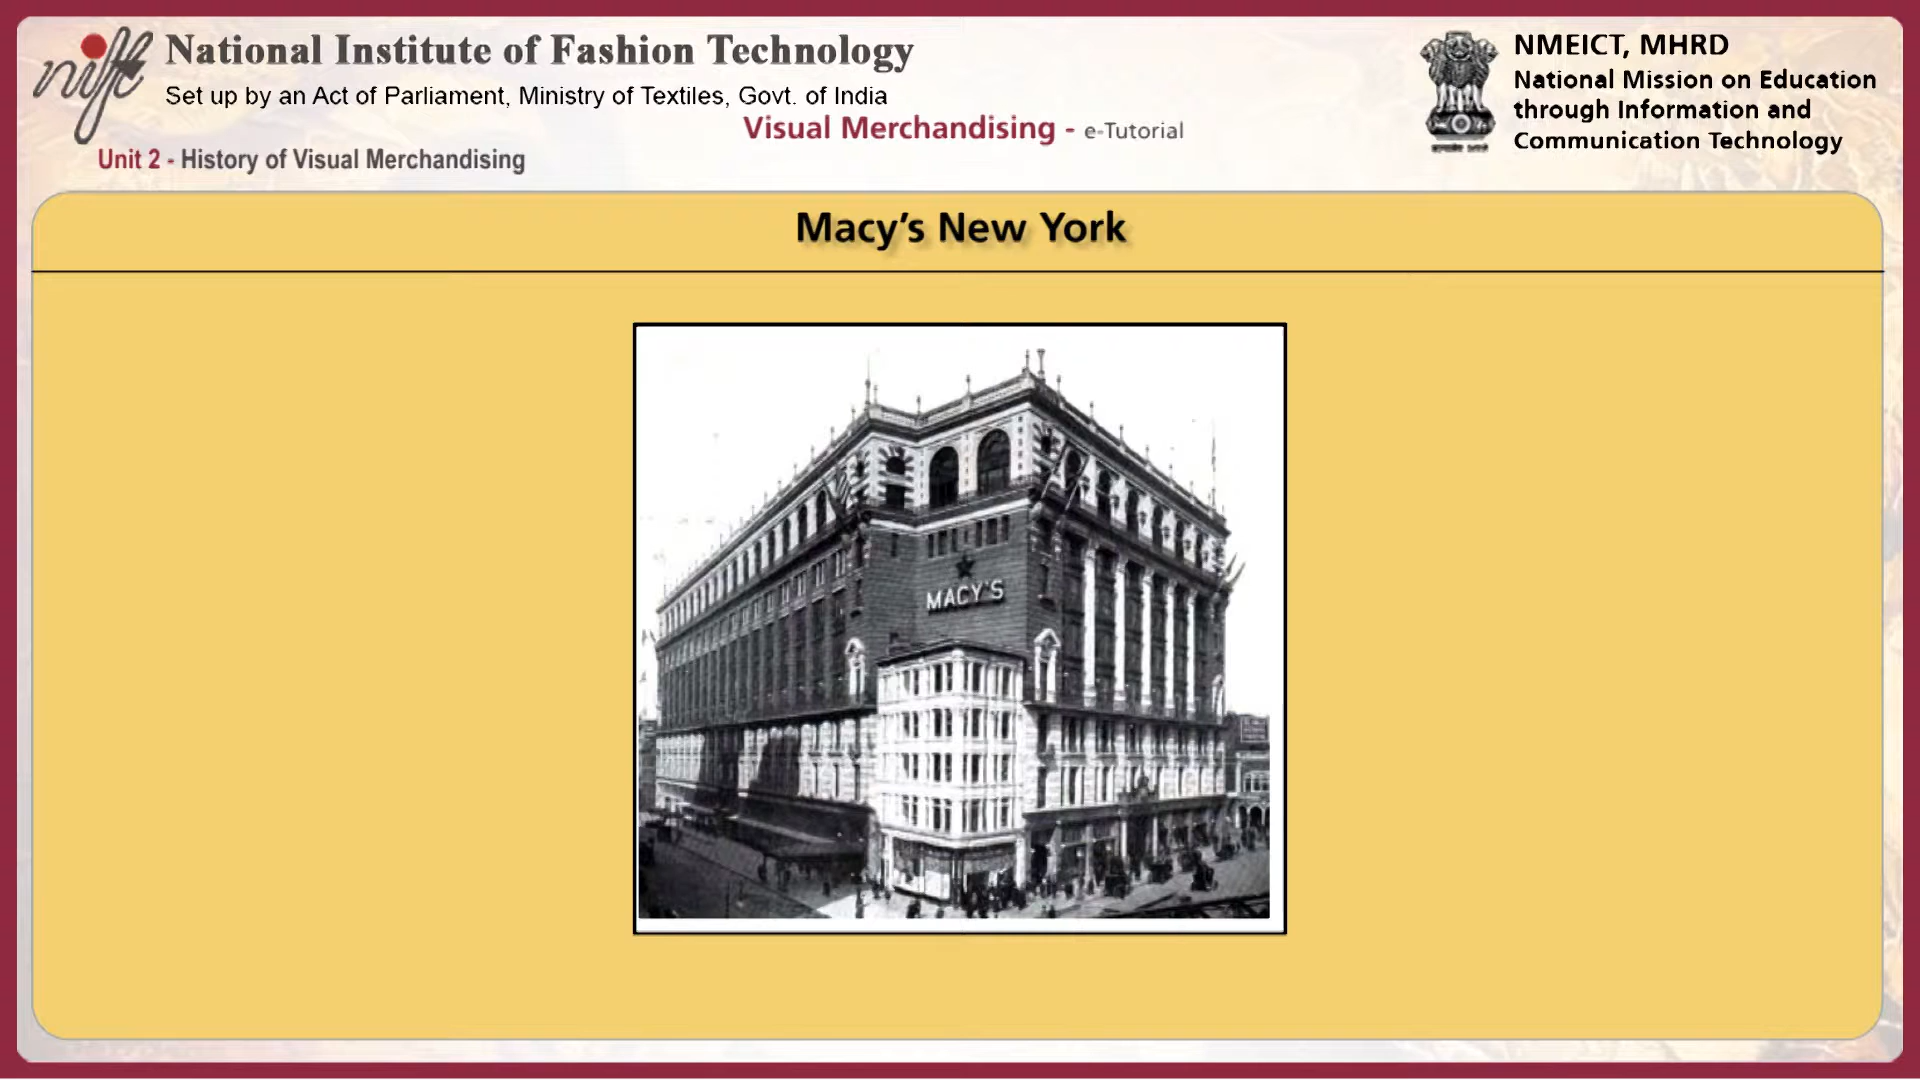 nift
National Institute of Fashion Technology
Set up by an Act of Parliament, Ministry of Textiles, Govt. of India
Visual Merchandising - e-Tutorial
Unit 2 - History of Visual Merchandising
NMEICT, MHRD
National Mission on Education
through Information and
Communication Technology
Macy's New York
MACY'S